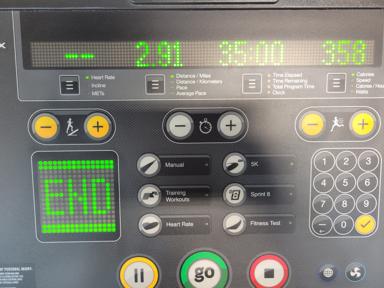 -- 2.91 35:00 358
Heart Rate
Incline
METs
Distance / Miles
Distance / Kilometers
Pace
Average Pace
Time Elapsed
Time Remaining
Total Program Time
Clock
Calories
Speed
Calories / Hour
Watts
- +
- +
- +
END
Manual
5K
Training
Workouts
Sprint 8
Heart Rate
Fitness Test
1 2 3
4 5 6
7 8 9
0
go